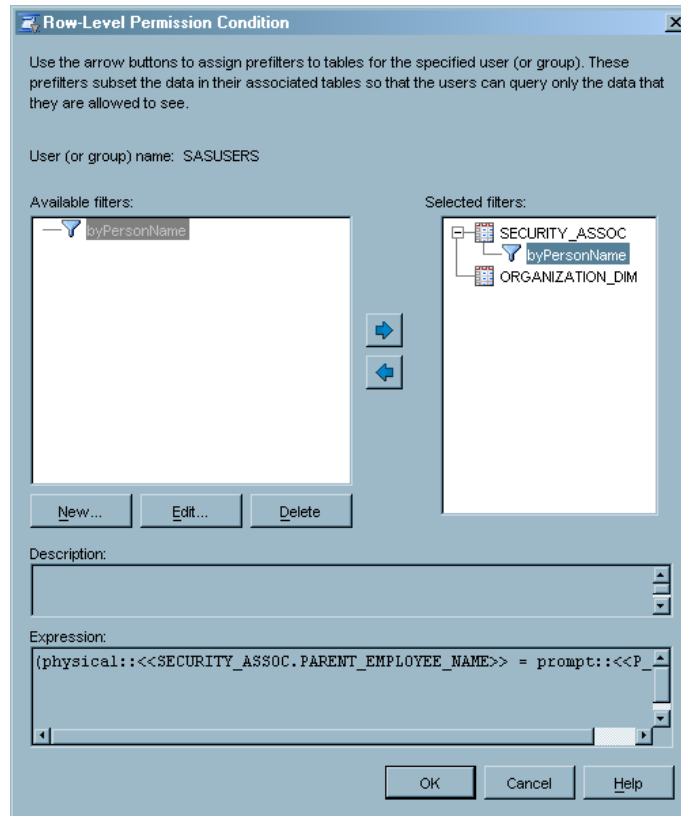 Row-Level Permission Condition
Use the arrow buttons to assign prefilters to tables for the specified user (or group). These
prefilters subset the data in their associated tables so that the users can query only the data that
they are allowed to see.
User (or group) name: SASUSERS
Available filters:
byPersonName
Selected filters:
SECURITY_ASSOC
byPersonName
ORGANIZATION_DIM
New...
Edit...
Delete
Description:
Expression:
(physical::<<SECURITY_ASSOC.PARENT_EMPLOYEE_NAME>> = prompt::<<P_
OK
Cancel
Help